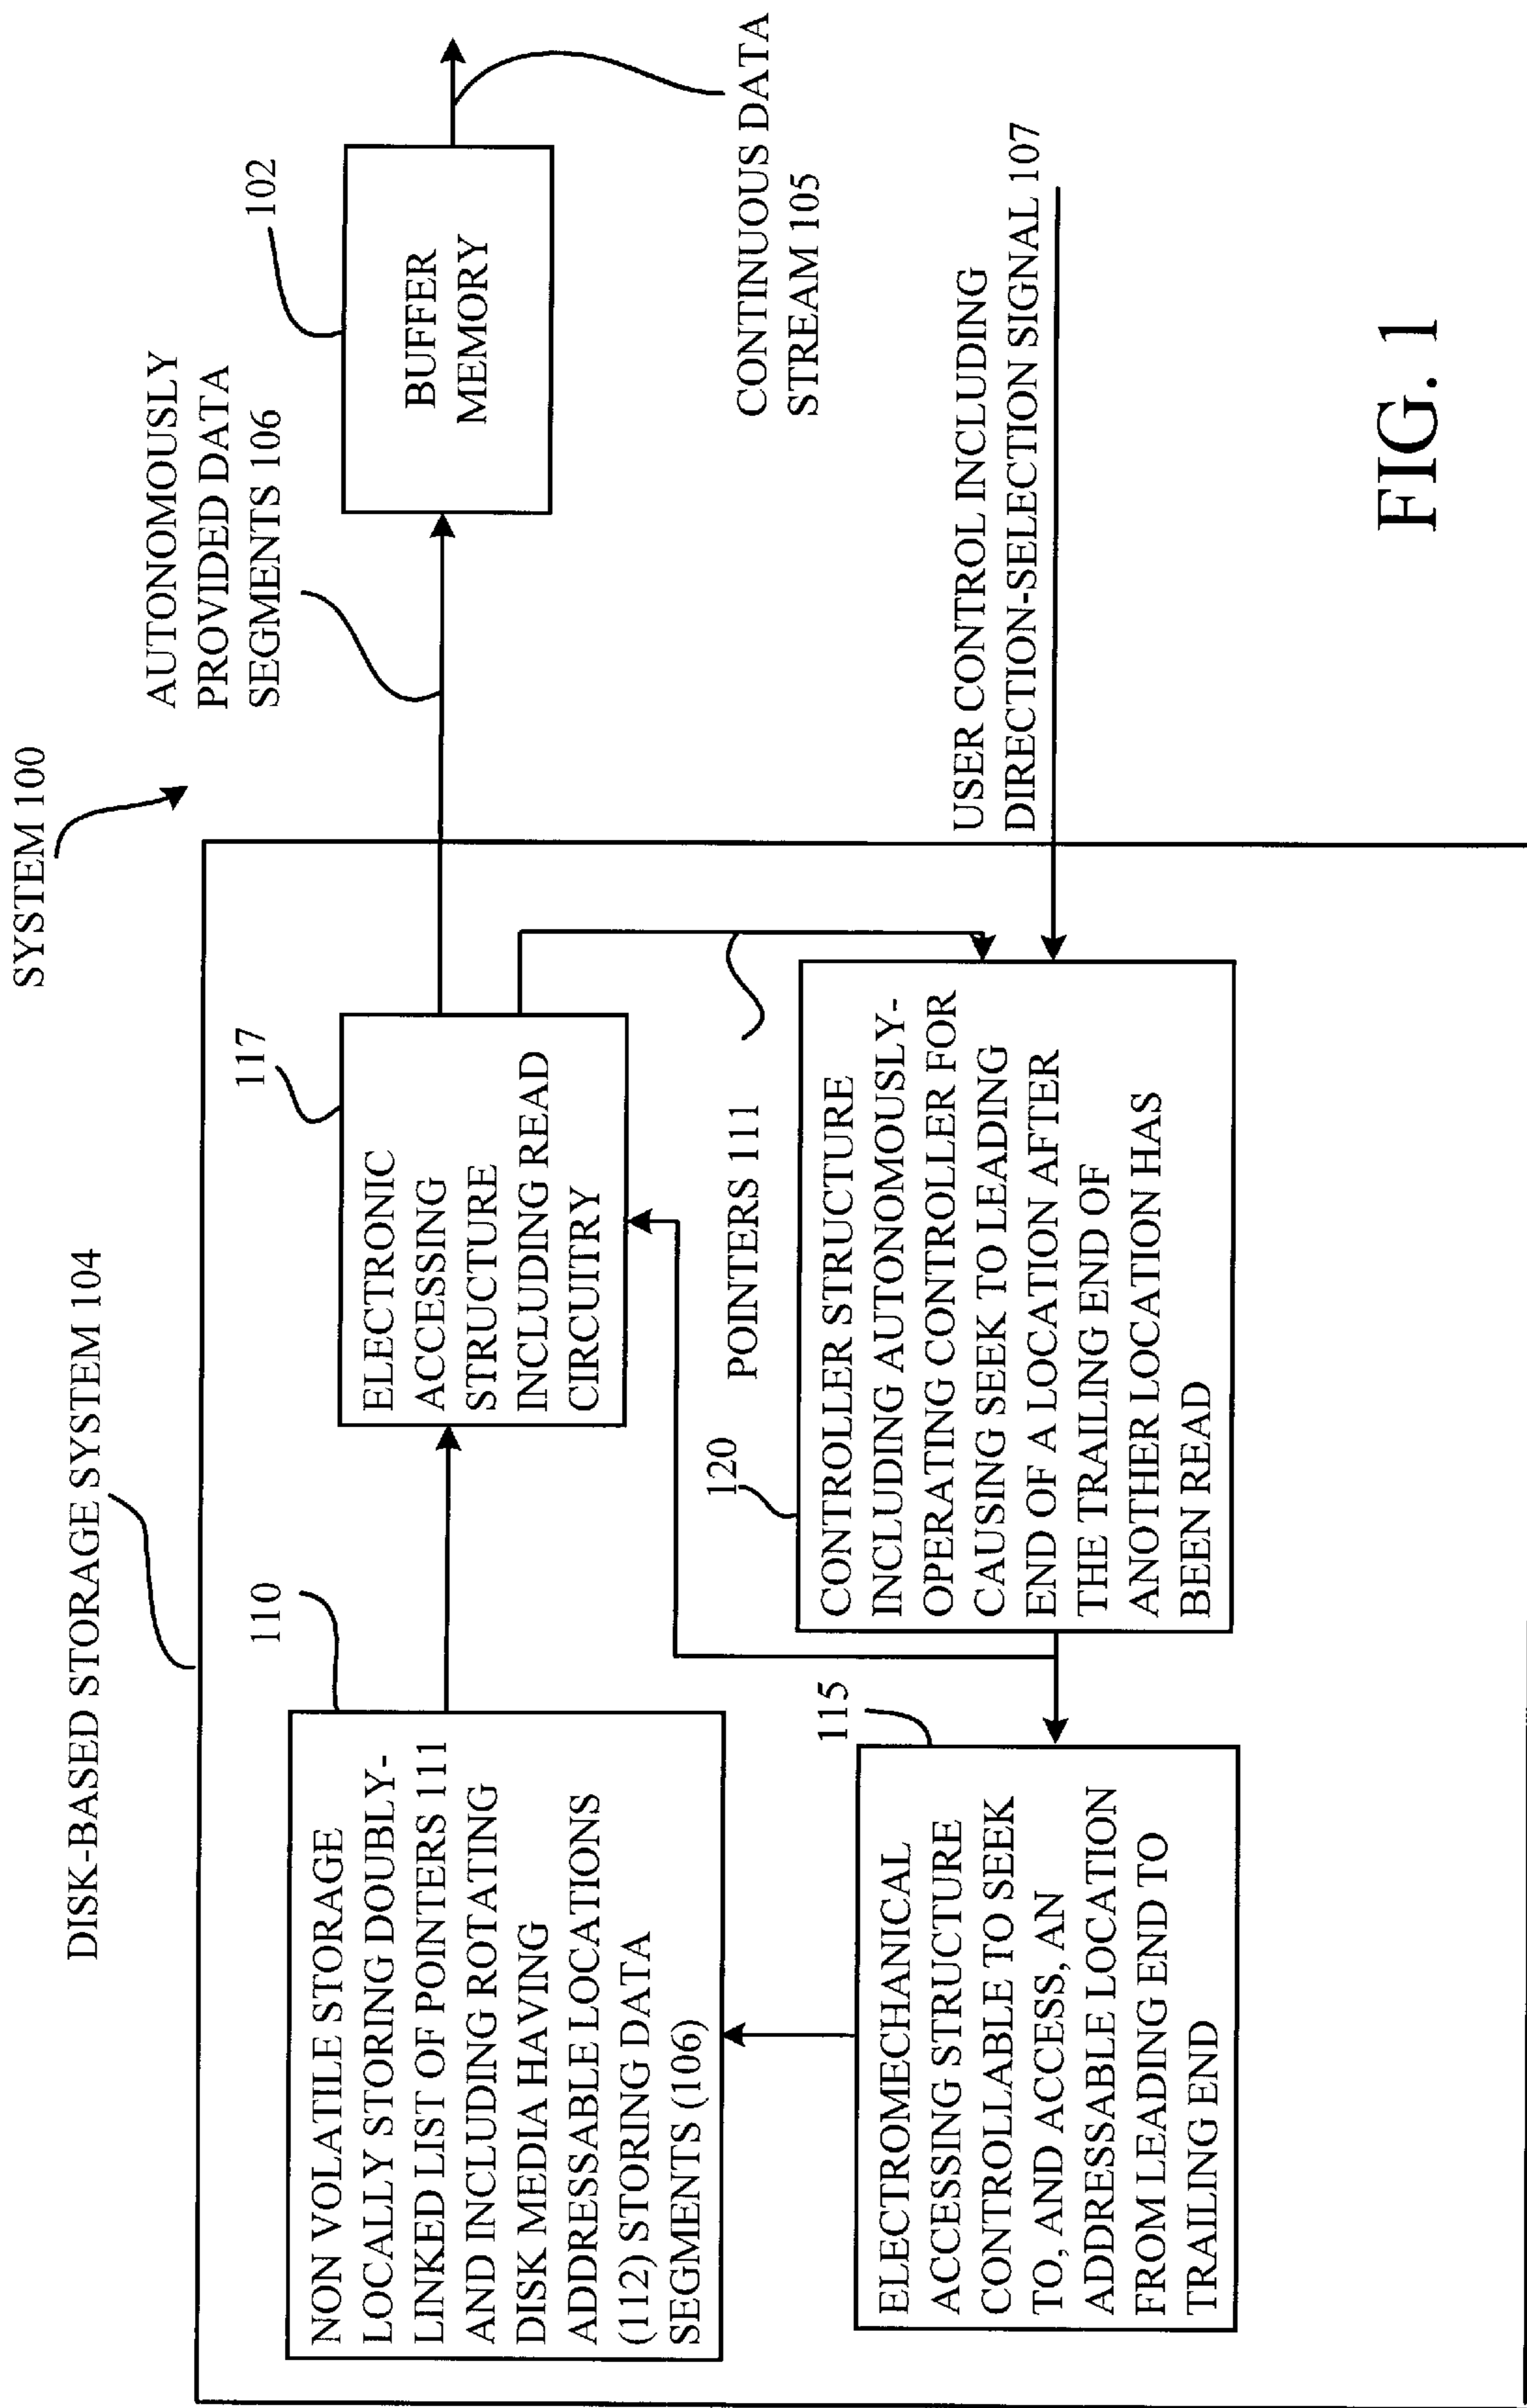 SYSTEM 100
DISK-BASED STORAGE SYSTEM 104
110
NON VOLATILE STORAGE
LOCALLY STORING DOUBLY-
LINKED LIST OF POINTERS 111
AND INCLUDING ROTATING
DISK MEDIA HAVING
ADDRESSABLE LOCATIONS
(112) STORING DATA
SEGMENTS (106)
117
ELECTRONIC
ACCESSING
STRUCTURE
INCLUDING READ
CIRCUITRY
AUTONOMOUSLY
PROVIDED DATA
SEGMENTS 106
102
BUFFER
MEMORY
CONTINUOUS DATA
STREAM 105
POINTERS 111
115
ELECTROMECHANICAL
ACCESSING STRUCTURE
CONTROLLABLE TO SEEK
TO, AND ACCESS, AN
ADDRESSABLE LOCATION
FROM LEADING END TO
TRAILING END
120
CONTROLLER STRUCTURE
INCLUDING AUTONOMOUSLY-
OPERATING CONTROLLER FOR
CAUSING SEEK TO LEADING
END OF A LOCATION AFTER
THE TRAILING END OF
ANOTHER LOCATION HAS
BEEN READ
USER CONTROL INCLUDING
DIRECTION-SELECTION SIGNAL 107
FIG. 1